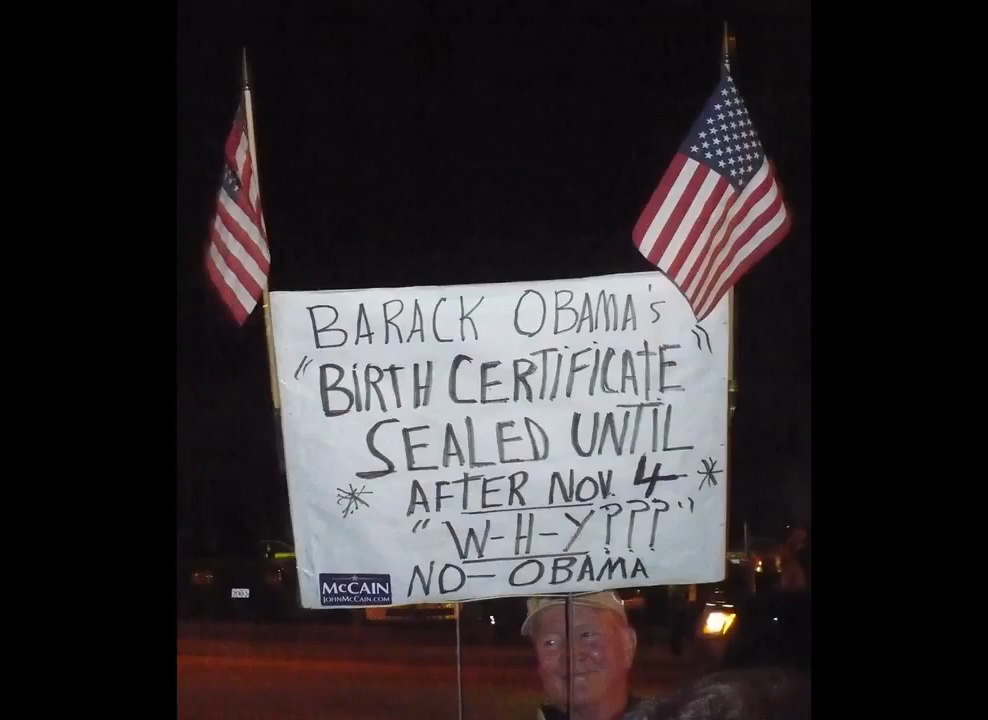 BARACK OBAMA's
"BiRTH CERTiFiCATE"
SEALED UNTIL
* AFTER NOV. 4 *
"W-H-Y???"
NO- OBAMA
McCAIN
JOHNMCCAIN.COM